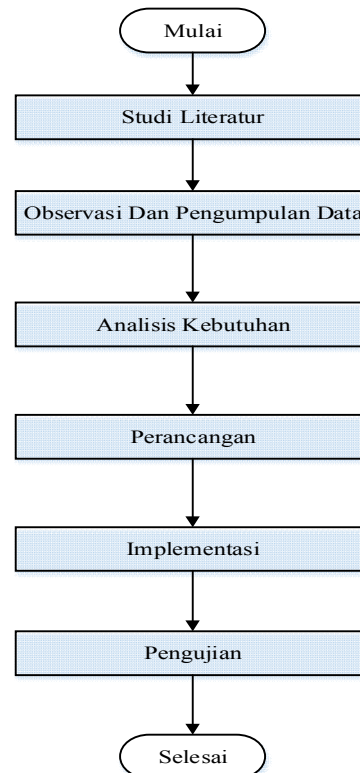 Mulai
Studi Literatur
Observasi Dan Pengumpulan Data
Analisis Kebutuhan
Perancangan
Implementasi
Pengujian
Selesai